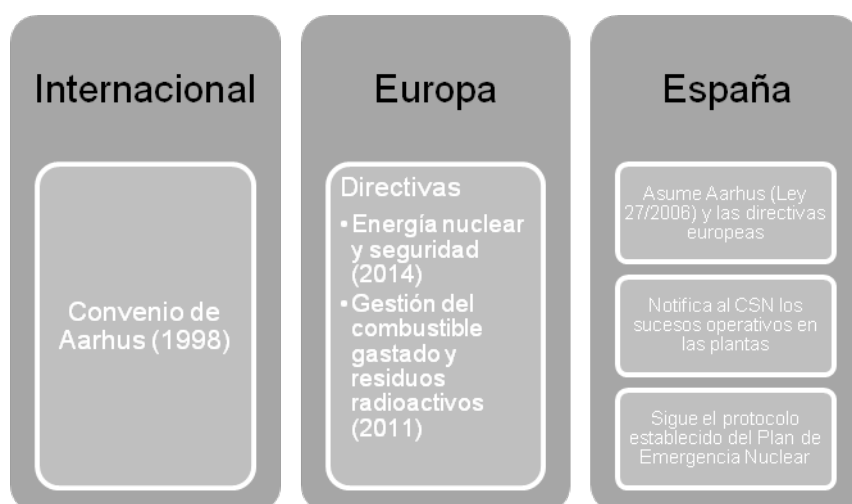 Internacional
Convenio de
Aarhus (1998)
Europa
Directivas
• Energía nuclear
y seguridad
(2014)
• Gestión del
combustible
gastado y
residuos
radioactivos
(2011)
España
Asume Aarhus (Ley
27/2006) y las directivas
europeas
Notifica al CSN los
sucesos operativos en
las plantas
Sigue el protocolo
establecido del Plan de
Emergencia Nuclear